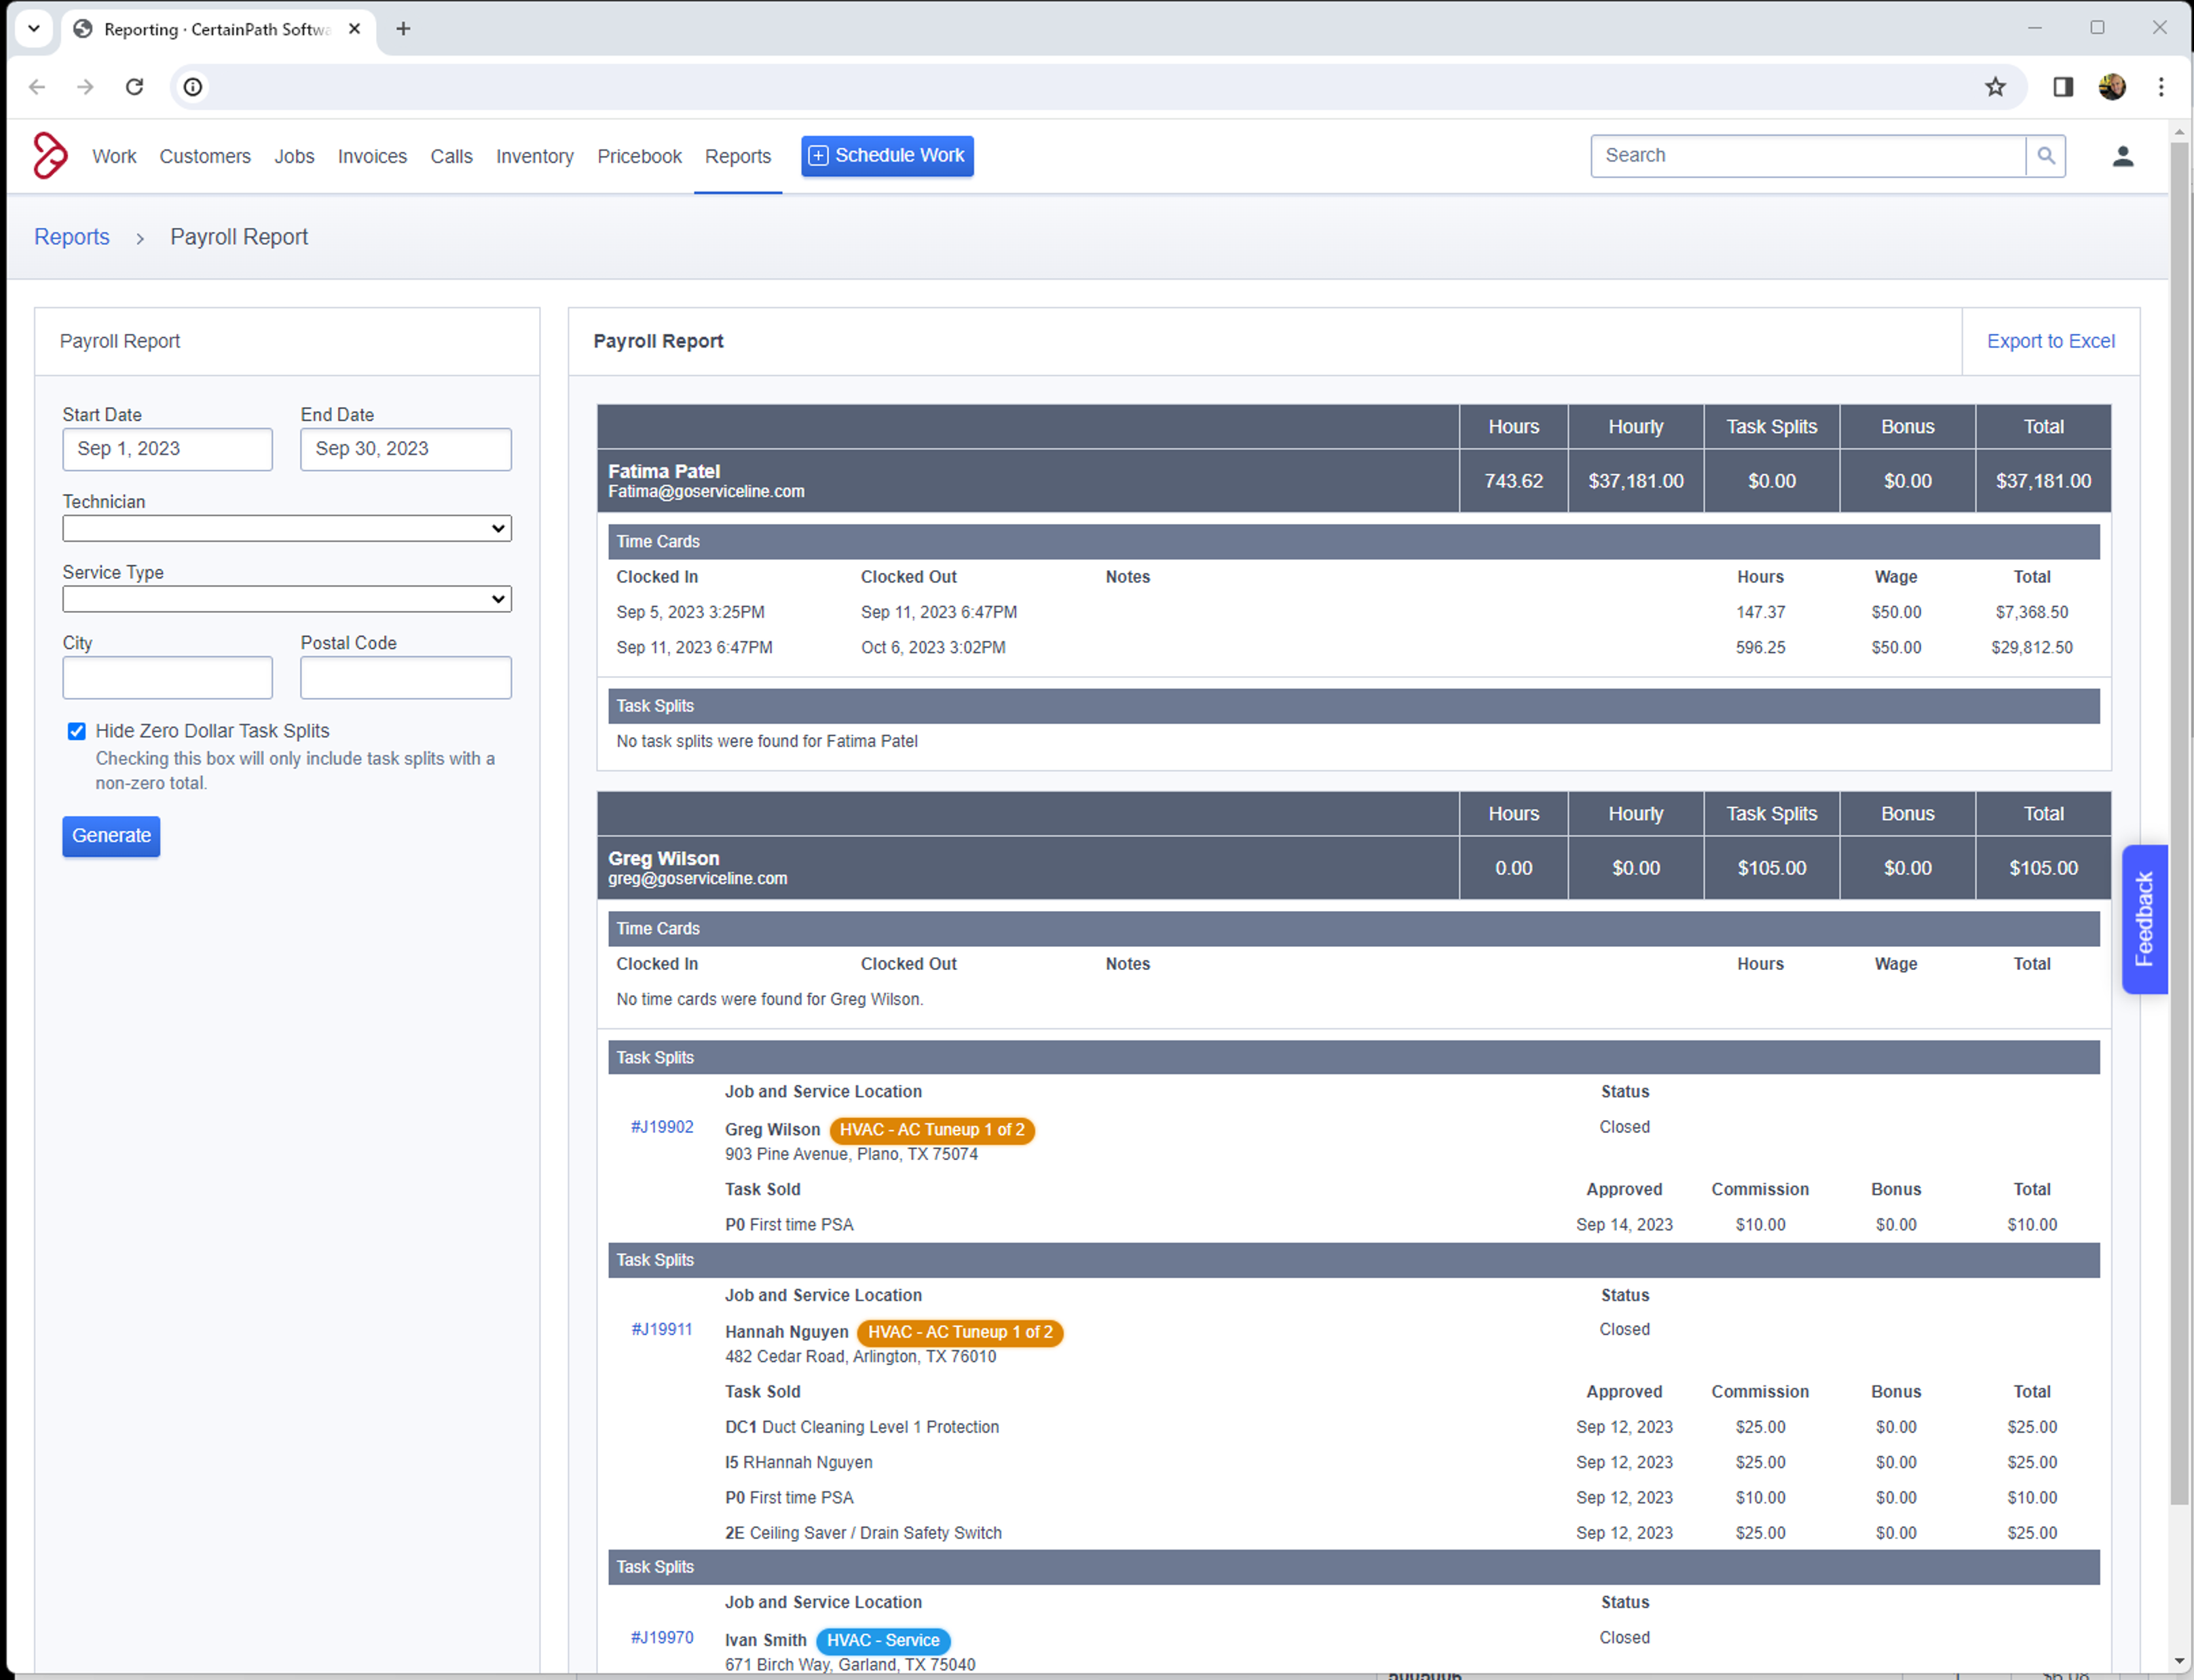 Reporting · CertainPath Softwa
Work Customers Jobs Invoices Calls Inventory Pricebook Reports Schedule Work Search
Reports > Payroll Report
Payroll Report
Start Date End Date
Sep 1, 2023 Sep 30, 2023
Technician
Service Type
City Postal Code
Hide Zero Dollar Task Splits
Checking this box will only include task splits with a
non-zero total.
Generate
Payroll Report Export to Excel
Hours Hourly Task Splits Bonus Total
Fatima Patel
Fatima@goserviceline.com
743.62 $37,181.00 $0.00 $0.00 $37,181.00
Time Cards
Clocked In Clocked Out Notes Hours Wage Total
Sep 5, 2023 3:25PM Sep 11, 2023 6:47PM 147.37 $50.00 $7,368.50
Sep 11, 2023 6:47PM Oct 6, 2023 3:02PM 596.25 $50.00 $29,812.50
Task Splits
No task splits were found for Fatima Patel
Hours Hourly Task Splits Bonus Total
Greg Wilson
greg@goserviceline.com
0.00 $0.00 $105.00 $0.00 $105.00
Time Cards
Clocked In Clocked Out Notes Hours Wage Total
No time cards were found for Greg Wilson.
Task Splits
Job and Service Location Status
#J19902 Greg Wilson HVAC - AC Tuneup 1 of 2 Closed
903 Pine Avenue, Plano, TX 75074
Task Sold Approved Commission Bonus Total
P0 First time PSA Sep 14, 2023 $10.00 $0.00 $10.00
Task Splits
Job and Service Location Status
#J19911 Hannah Nguyen HVAC - AC Tuneup 1 of 2 Closed
482 Cedar Road, Arlington, TX 76010
Task Sold Approved Commission Bonus Total
DC1 Duct Cleaning Level 1 Protection Sep 12, 2023 $25.00 $0.00 $25.00
I5 RHannah Nguyen Sep 12, 2023 $25.00 $0.00 $25.00
P0 First time PSA Sep 12, 2023 $10.00 $0.00 $10.00
2E Ceiling Saver / Drain Safety Switch Sep 12, 2023 $25.00 $0.00 $25.00
Task Splits
Job and Service Location Status
#J19970 Ivan Smith HVAC - Service Closed
671 Birch Way, Garland, TX 75040
Feedback